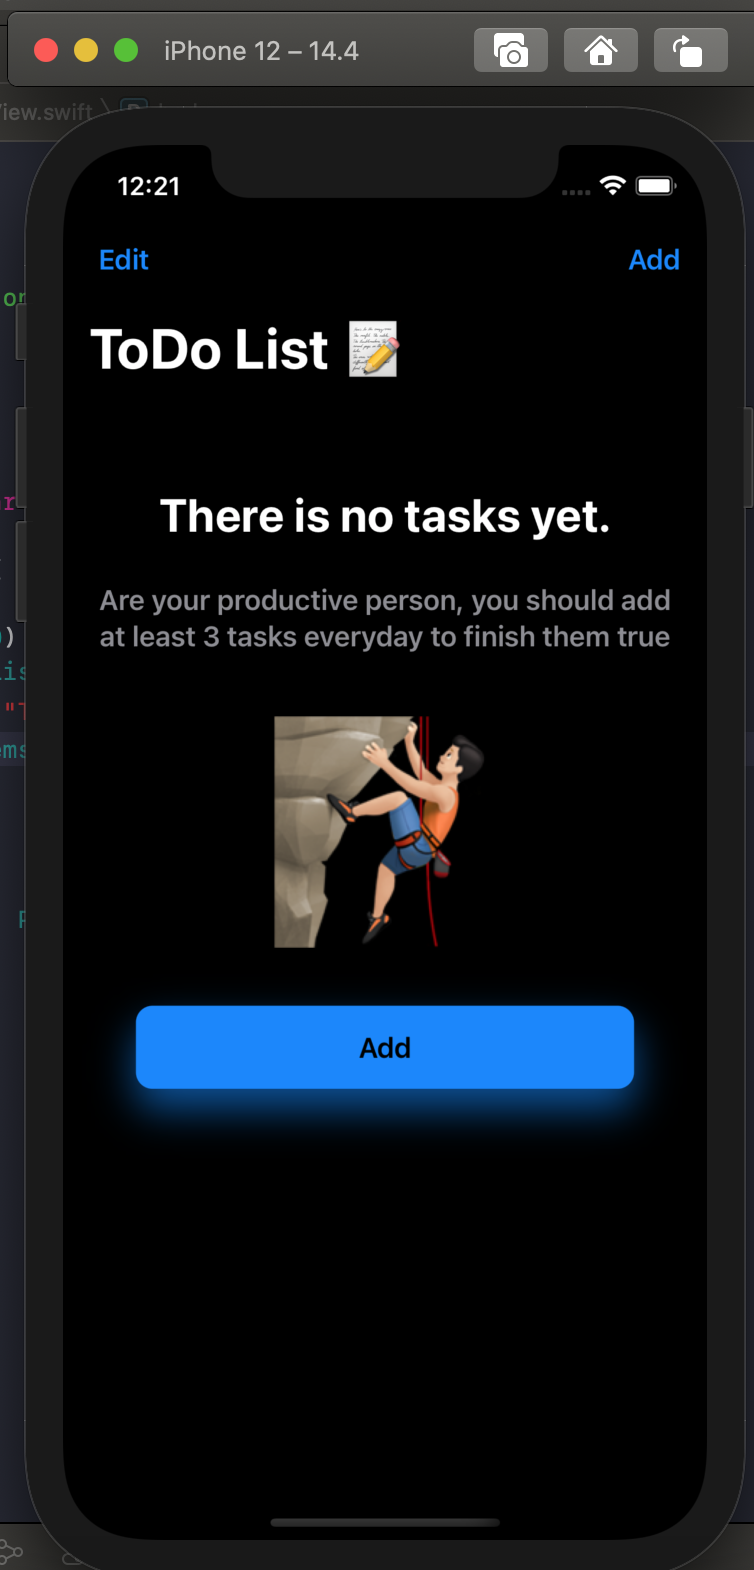 iPhone 12 – 14.4
iew.swift
12:21
Edit
Add
ToDo List
There is no tasks yet.
Are your productive person, you should add
at least 3 tasks everyday to finish them true
Add